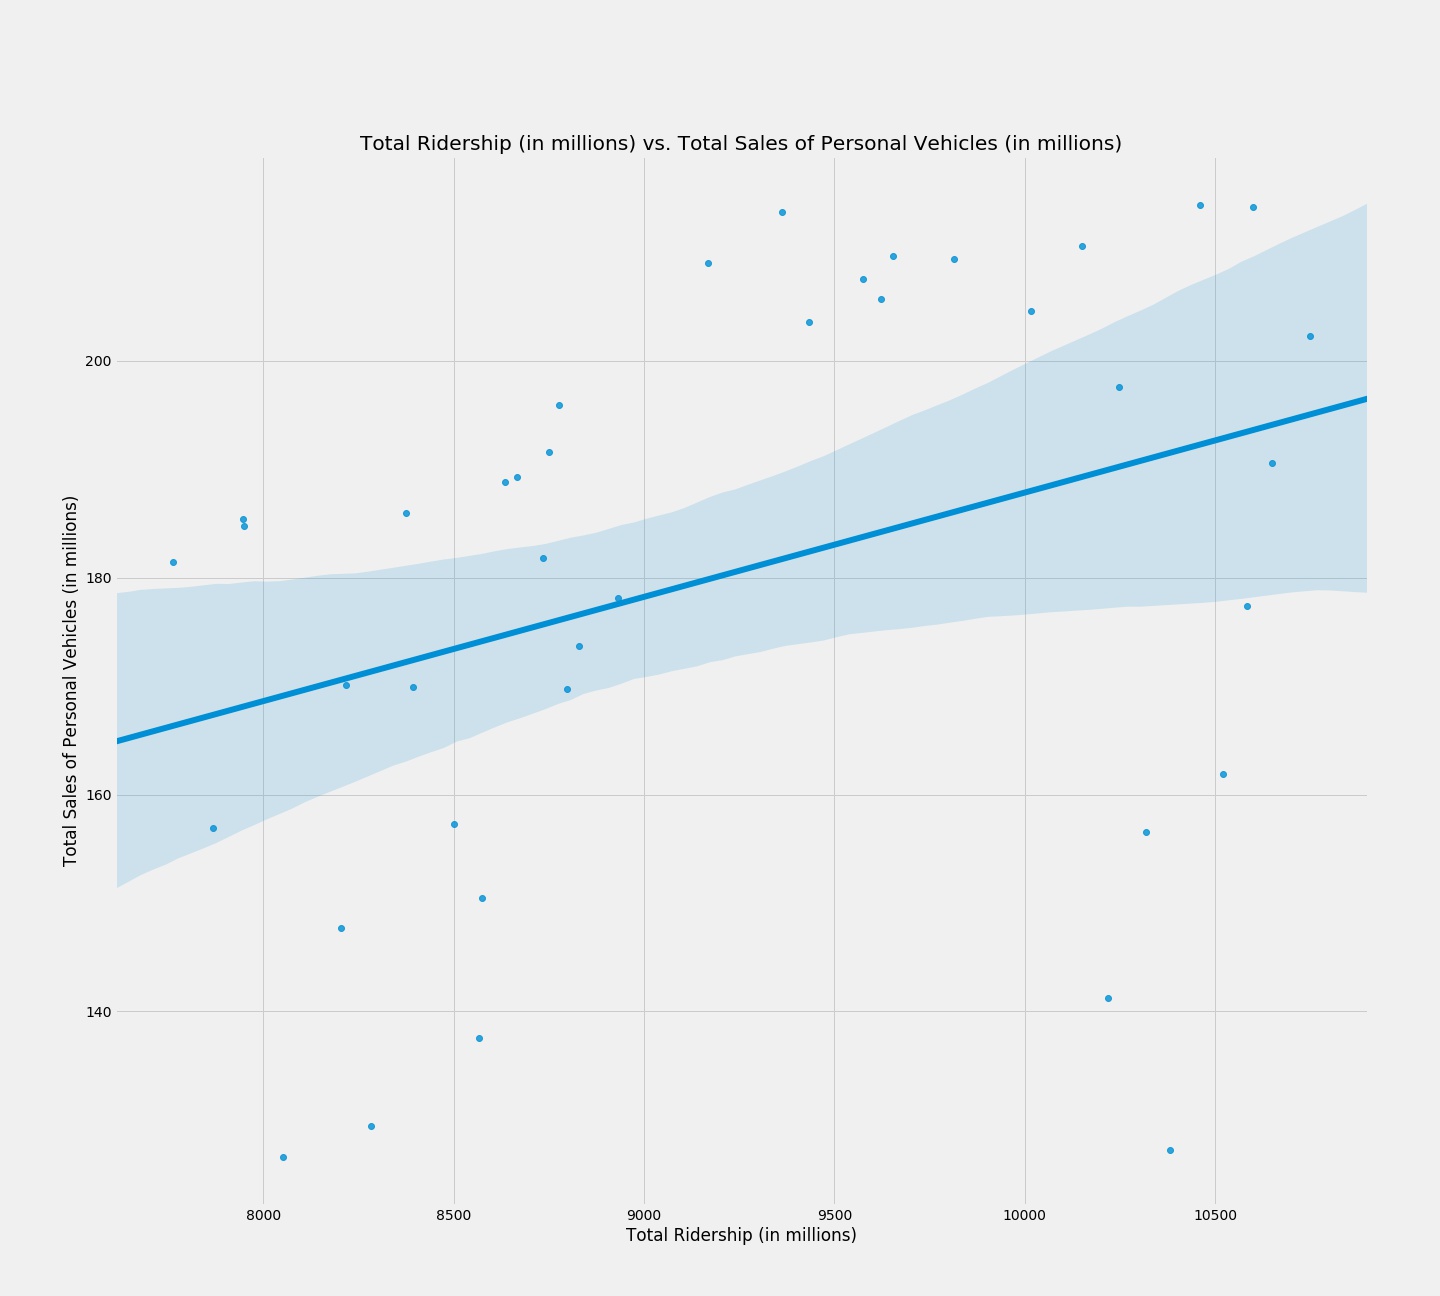 Total Ridership (in millions) vs. Total Sales of Personal Vehicles (in millions)
Total Sales of Personal Vehicles (in millions)
200
180
160
140
8000 8500 9000 9500 10000 10500
Total Ridership (in millions)